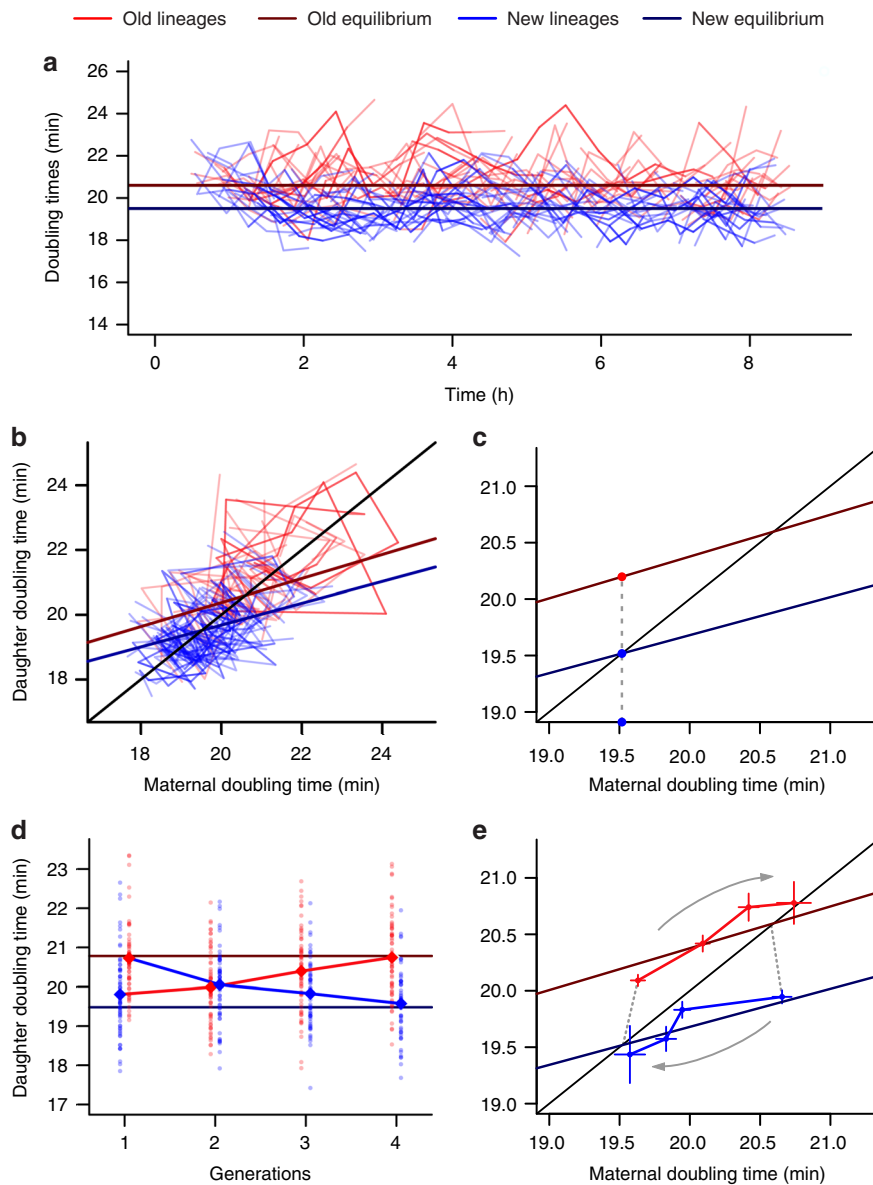 Old lineages Old equilibrium New lineages New equilibrium
a
Doubling times (min)
26
24
22
20
18
16
14
0 2 4 6 8
Time (h)
b
Daughter doubling time (min)
24
22
20
18
18 20 22 24
Maternal doubling time (min)
c
21.0
20.5
20.0
19.5
19.0
19.0 19.5 20.0 20.5 21.0
Maternal doubling time (min)
d
Daughter doubling time (min)
23
22
21
20
19
18
17
1 2 3 4
Generations
e
21.0
20.5
20.0
19.5
19.0
19.0 19.5 20.0 20.5 21.0
Maternal doubling time (min)